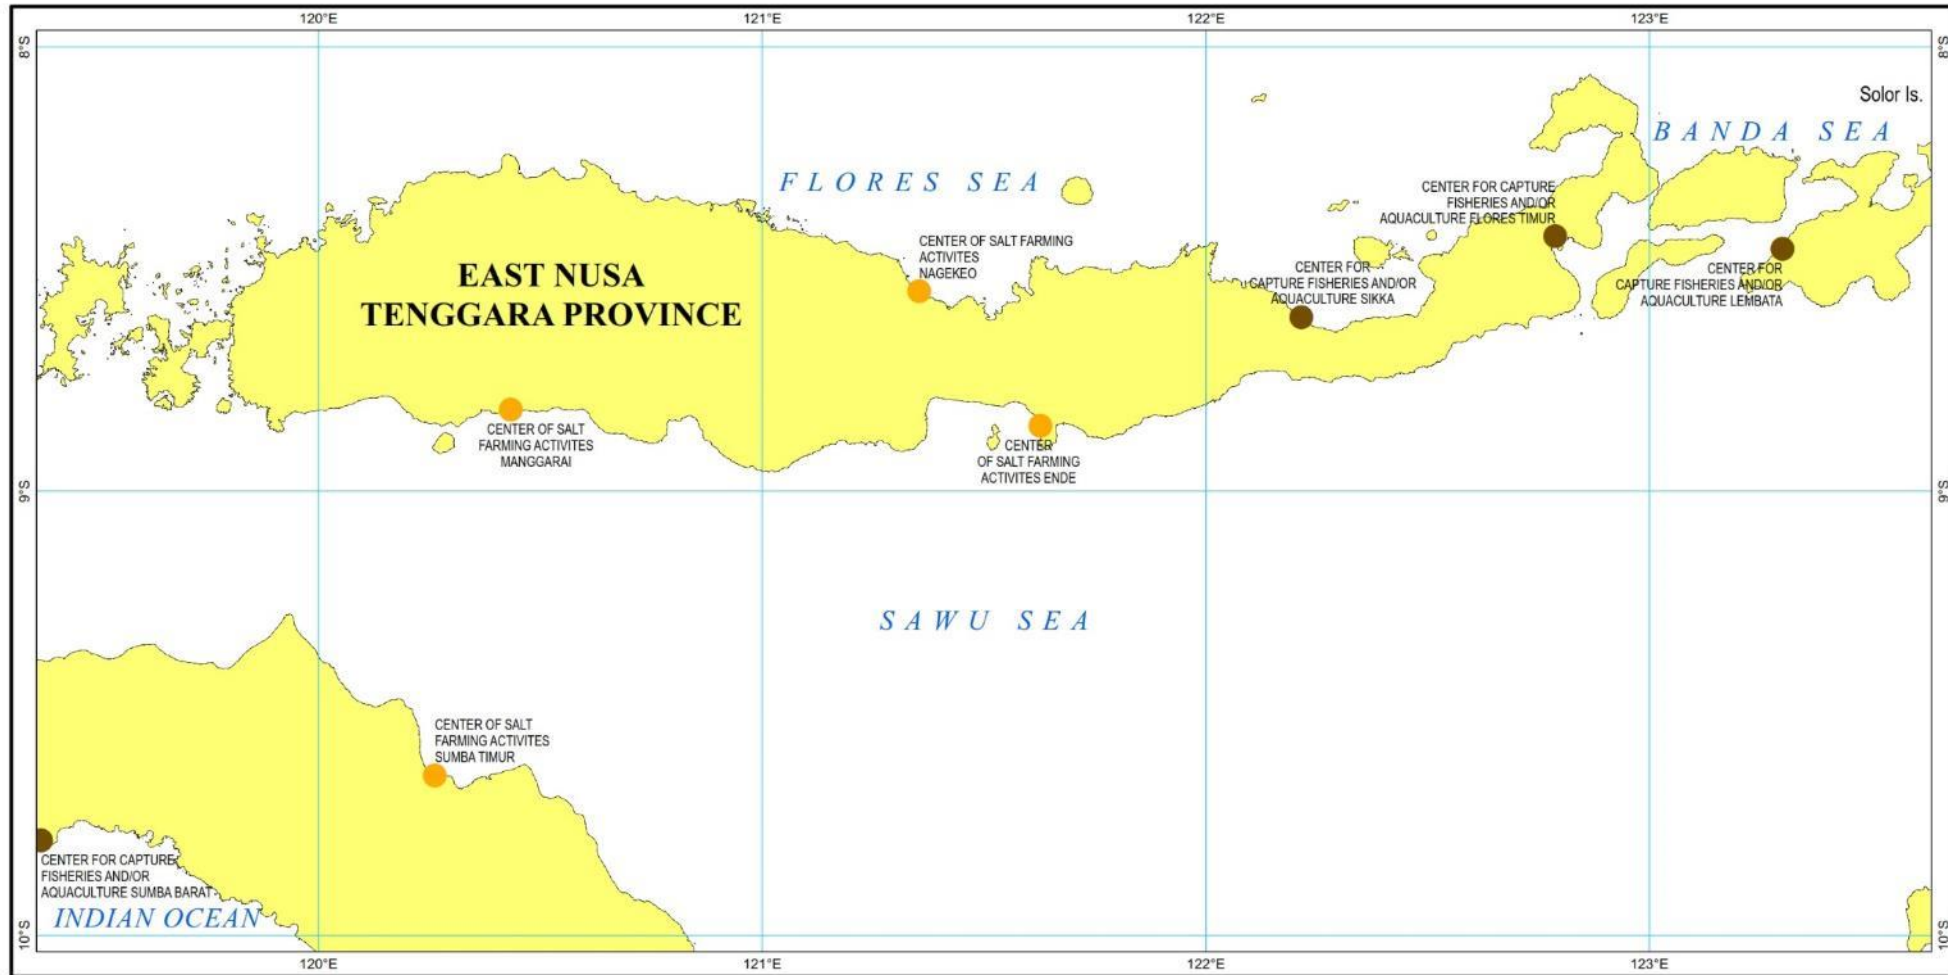 120°E
121°E
122°E
123°E
8°S
8°S
Solor Is.
BANDA SEA
FLORES SEA
CENTER FOR CAPTURE
FISHERIES AND/OR
AQUACULTURE FLORES TIMUR
CENTER OF SALT FARMING
ACTIVITES
NAGEKEO
EAST NUSA
TENGGARA PROVINCE
CENTER FOR
CAPTURE FISHERIES AND/OR
AQUACULTURE SIKKA
CENTER FOR
CAPTURE FISHERIES AND/OR
AQUACULTURE LEMBATA
CENTER OF SALT
FARMING ACTIVITES
MANGGARAI
CENTER
OF SALT FARMING
ACTIVITES ENDE
9°S
9°S
SAWU SEA
CENTER OF SALT
FARMING ACTIVITES
SUMBA TIMUR
CENTER FOR CAPTURE
FISHERIES AND/OR
AQUACULTURE SUMBA BARAT
INDIAN OCEAN
10°S
10°S
120°E
121°E
122°E
123°E